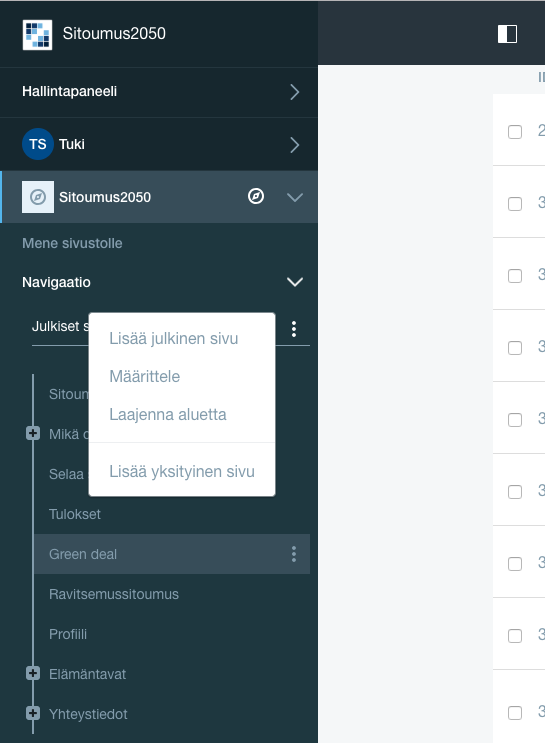 Sitoumus2050
Hallintapaneeli
TS Tuki
Sitoumus2050
Mene sivustolle
Navigaatio
Julkiset s
Lisää julkinen sivu
Määrittele
Laajenna aluetta
Lisää yksityinen sivu
Sitoum
Mikä
Selaa
Tulokset
Green deal
Ravitsemussitoumus
Profiili
Elämäntavat
Yhteystiedot
2
3
3
3
3
3
3
3
3